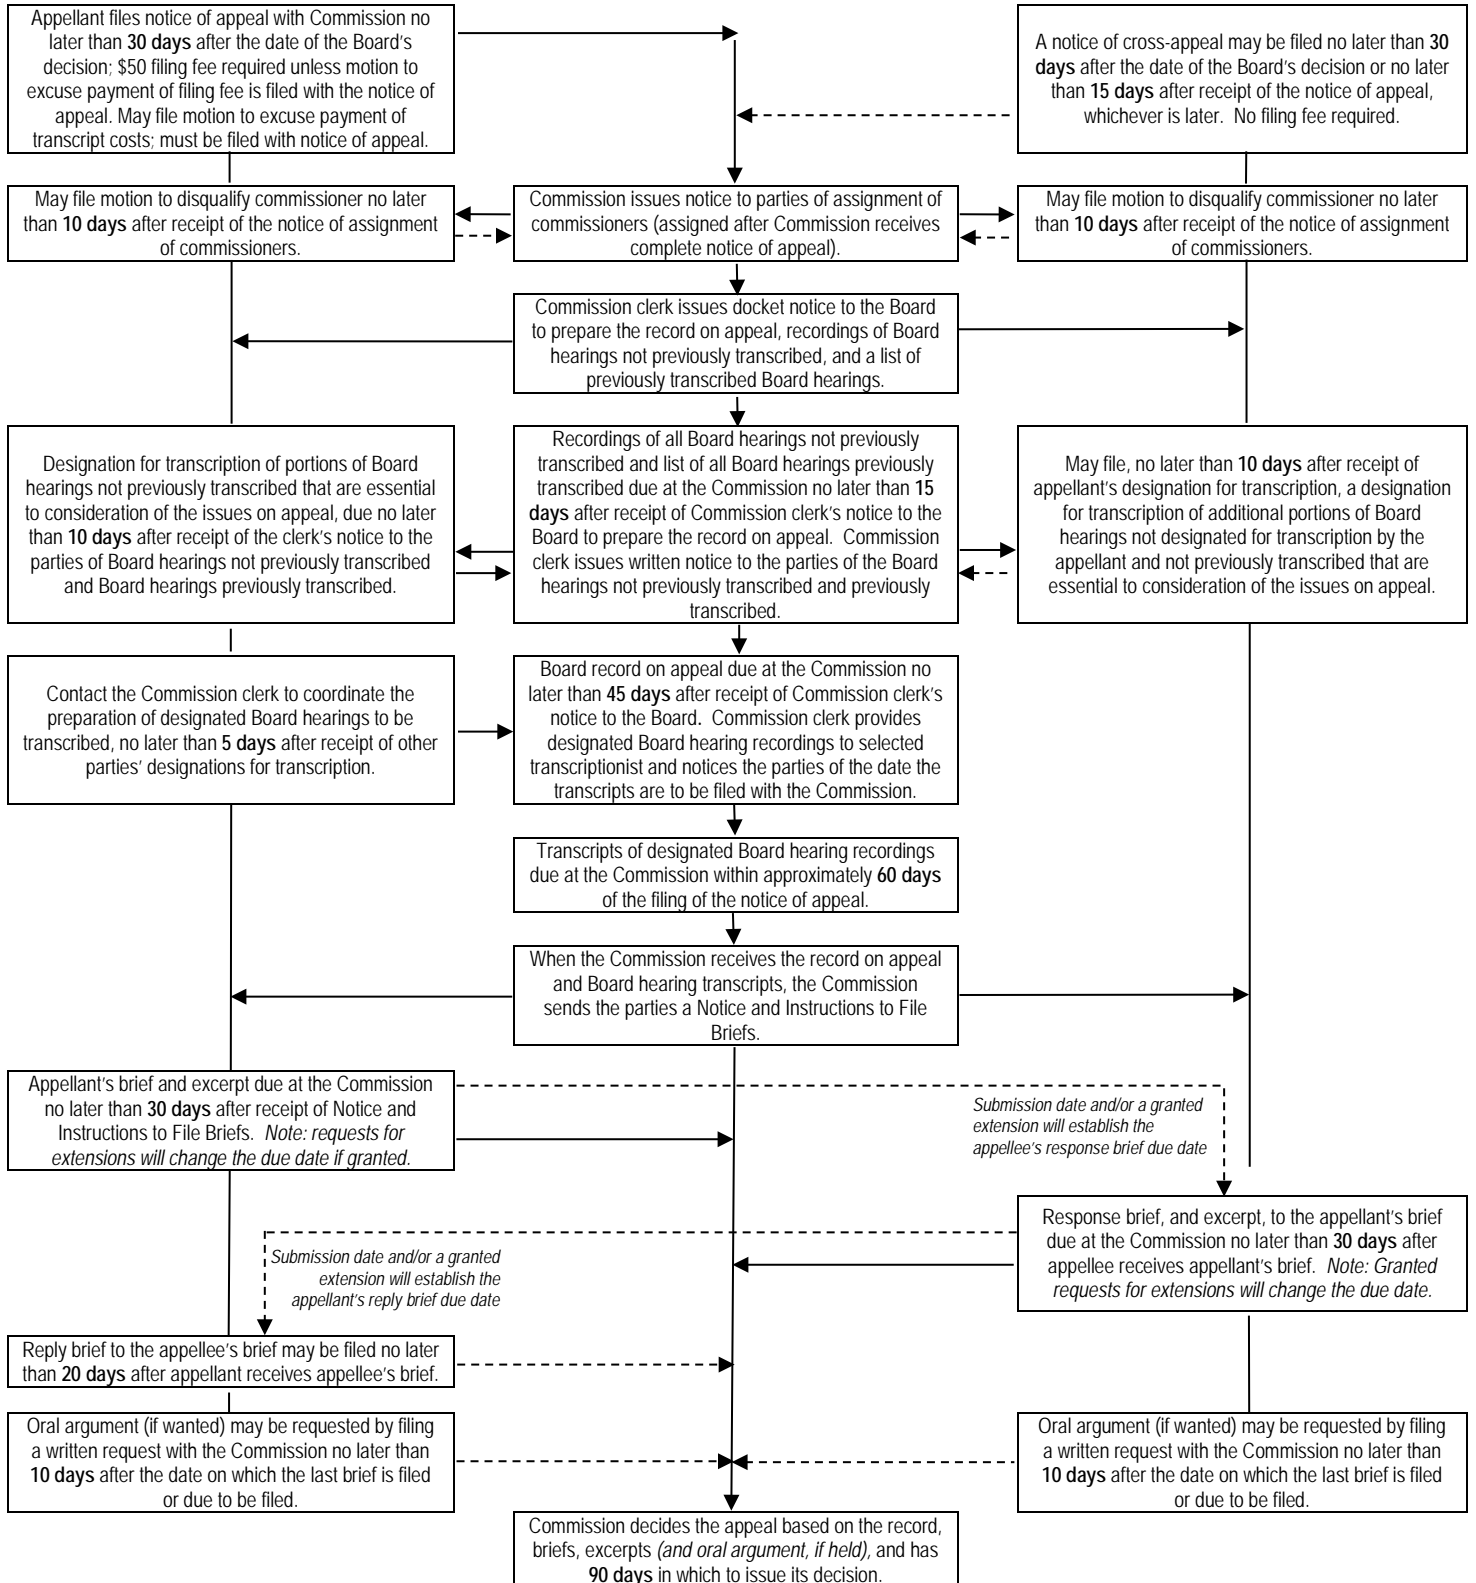 Appellant files notice of appeal with Commission no
later than 30 days after the date of the Board's
decision; $50 filing fee required unless motion to
excuse payment of filing fee is filed with the notice of
appeal. May file motion to excuse payment of
transcript costs; must be filed with notice of appeal.
A notice of cross-appeal may be filed no later than 30
days after the date of the Board's decision or no later
than 15 days after receipt of the notice of appeal,
whichever is later.  No filing fee required.
May file motion to disqualify commissioner no later
than 10 days after receipt of the notice of assignment
of commissioners.
Commission issues notice to parties of assignment of
commissioners (assigned after Commission receives
complete notice of appeal).
May file motion to disqualify commissioner no later
than 10 days after receipt of the notice of assignment
of commissioners.
Commission clerk issues docket notice to the Board
to prepare the record on appeal, recordings of Board
hearings not previously transcribed, and a list of
previously transcribed Board hearings.
Designation for transcription of portions of Board
hearings not previously transcribed that are essential
to consideration of the issues on appeal, due no later
than 10 days after receipt of the clerk's notice to the
parties of Board hearings not previously transcribed
and Board hearings previously transcribed.
Recordings of all Board hearings not previously
transcribed and list of all Board hearings previously
transcribed due at the Commission no later than 15
days after receipt of Commission clerk's notice to the
Board to prepare the record on appeal.  Commission
clerk issues written notice to the parties of the Board
hearings not previously transcribed and previously
transcribed.
May file, no later than 10 days after receipt of
appellant's designation for transcription, a designation
for transcription of additional portions of Board
hearings not designated for transcription by the
appellant and not previously transcribed that are
essential to consideration of the issues on appeal.
Contact the Commission clerk to coordinate the
preparation of designated Board hearings to be
transcribed, no later than 5 days after receipt of other
parties' designations for transcription.
Board record on appeal due at the Commission no
later than 45 days after receipt of Commission clerk's
notice to the Board.  Commission clerk provides
designated Board hearing recordings to selected
transcriptionist and notices the parties of the date the
transcripts are to be filed with the Commission.
Transcripts of designated Board hearing recordings
due at the Commission within approximately 60 days
of the filing of the notice of appeal.
When the Commission receives the record on appeal
and Board hearing transcripts, the Commission
sends the parties a Notice and Instructions to File
Briefs.
Appellant's brief and excerpt due at the Commission
no later than 30 days after receipt of Notice and
Instructions to File Briefs.  Note: requests for
extensions will change the due date if granted.
Submission date and/or a granted
extension will establish the
appellee's response brief due date
Response brief, and excerpt, to the appellant's brief
due at the Commission no later than 30 days after
appellee receives appellant's brief.  Note: Granted
requests for extensions will change the due date.
Submission date and/or a granted
extension will establish the
appellant's reply brief due date
Reply brief to the appellee's brief may be filed no later
than 20 days after appellant receives appellee's brief.
Oral argument (if wanted) may be requested by filing
a written request with the Commission no later than
10 days after the date on which the last brief is filed
or due to be filed.
Oral argument (if wanted) may be requested by filing
a written request with the Commission no later than
10 days after the date on which the last brief is filed
or due to be filed.
Commission decides the appeal based on the record,
briefs, excerpts (and oral argument, if held), and has
90 days in which to issue its decision.